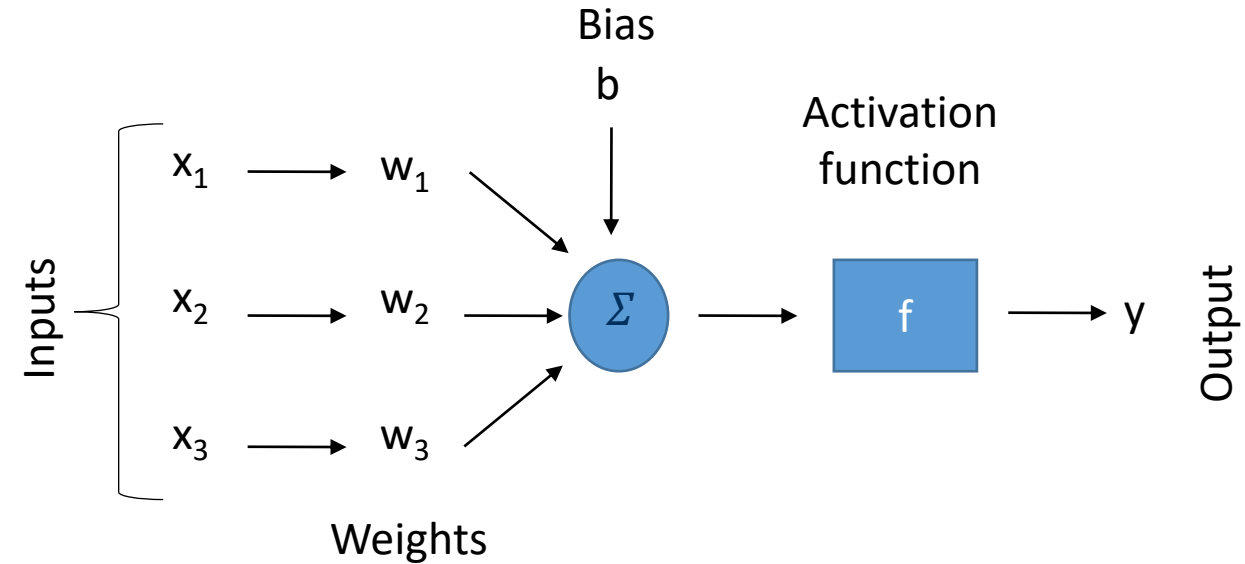 Bias
b
Activation
function
Inputs
x₁
w₁
x₂
w₂
Σ
f
y
Output
x₃
w₃
Weights